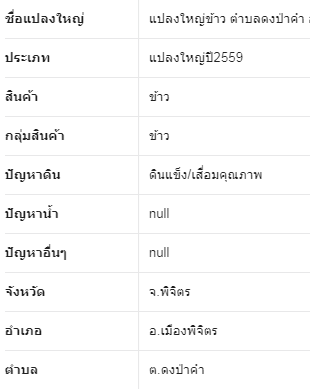 ชื่อแปลงใหญ่ แปลงใหญ่ข้าว ตำบลดงป่าคำ
ประเภท แปลงใหญ่ปี2559
สินค้า ข้าว
กลุ่มสินค้า ข้าว
ปัญหาดิน ดินแข็ง/เสื่อมคุณภาพ
ปัญหาน้ำ null
ปัญหาอื่นๆ null
จังหวัด จ.พิจิตร
อำเภอ อ.เมืองพิจิตร
ตำบล ต.ดงป่าคำ